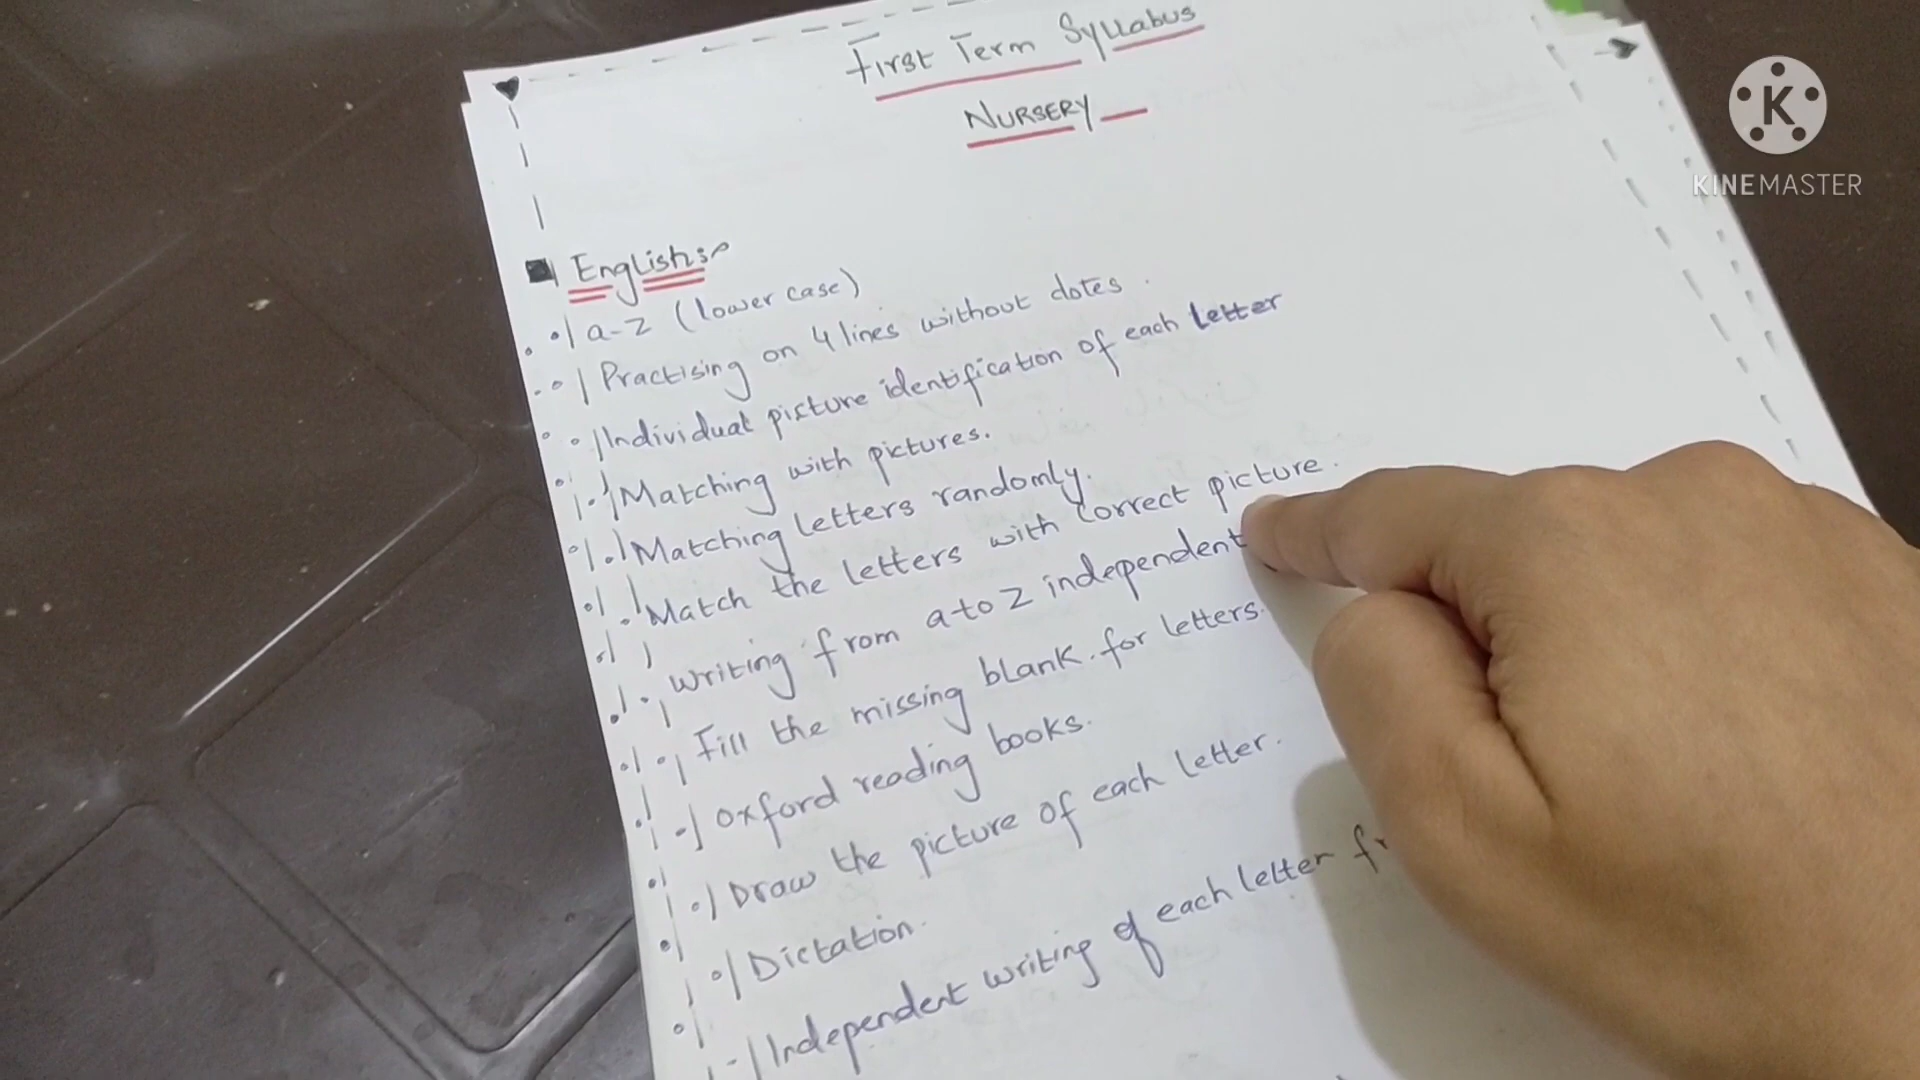 First Term Syllabus
NURSERY
English:
a-z (lower case)
Practising on 4 lines without dotes.
Individual picture identification of each letter
Matching with pictures.
Matching letters randomly.
Match the letters with correct picture.
Writing from a to z independent
Fill the missing blank. for letters.
Oxford reading books.
Draw the picture of each letter.
Dictation.
Independent writing of each letter
K
KINEMASTER